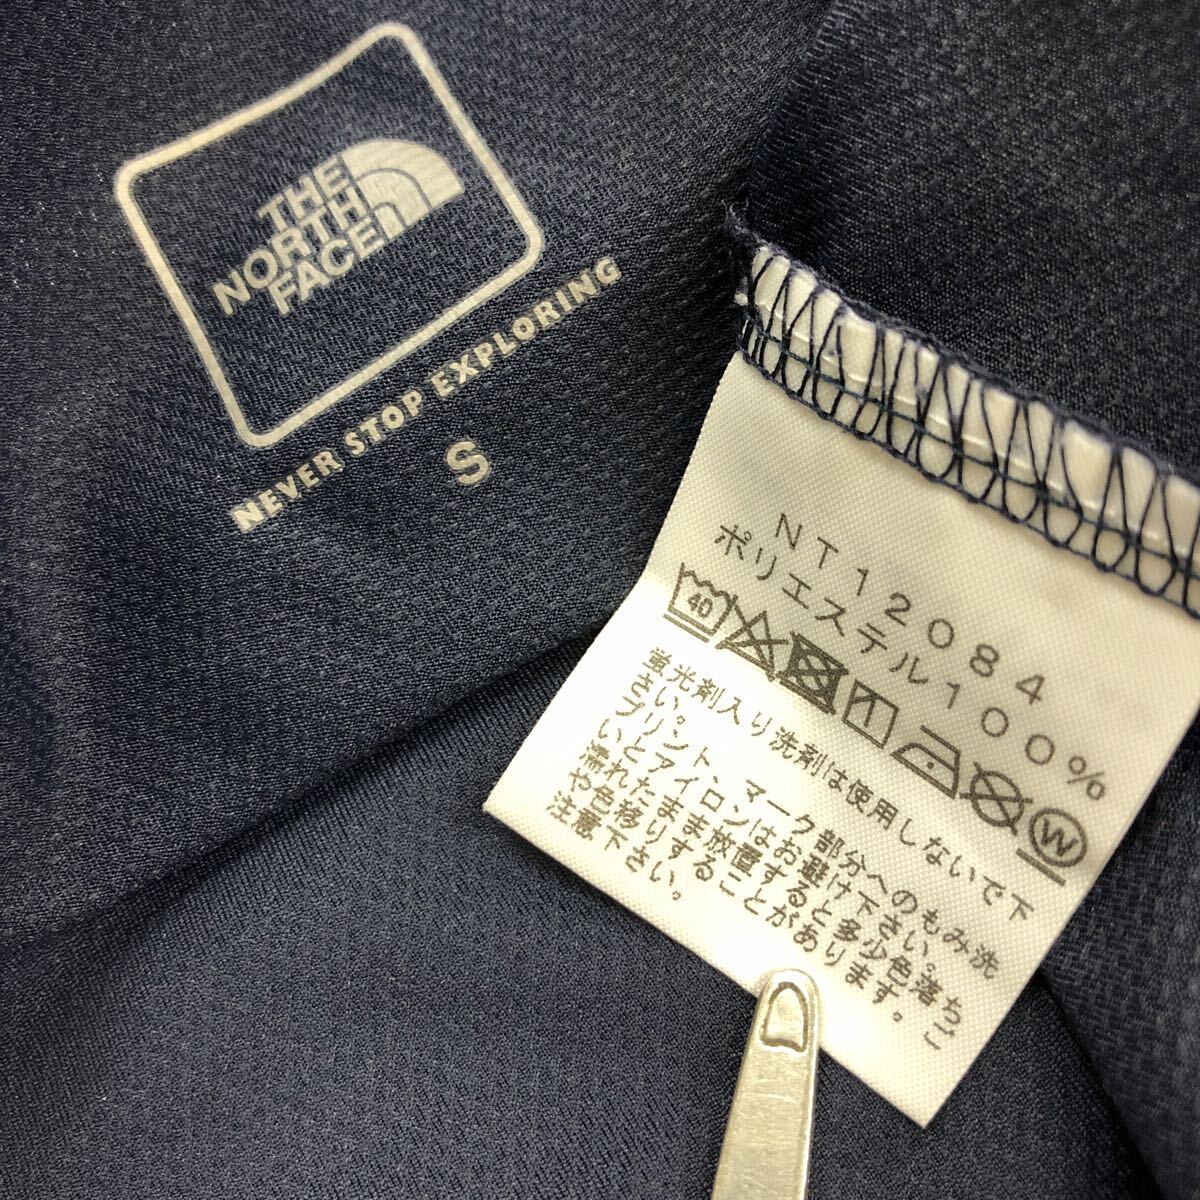 THE
NORTH
FACE
NEVER STOP EXPLORING
S
NT12084
ポリエステル100%
40
W
蛍光剤入り洗剤は使用しないで下
さい。
プリント、マーク部分へのもみ洗
いとアイロンはお避け下さい。
濡れたまま放置すると多少色落ち
や色移りすることがあります。ご
注意下さい。